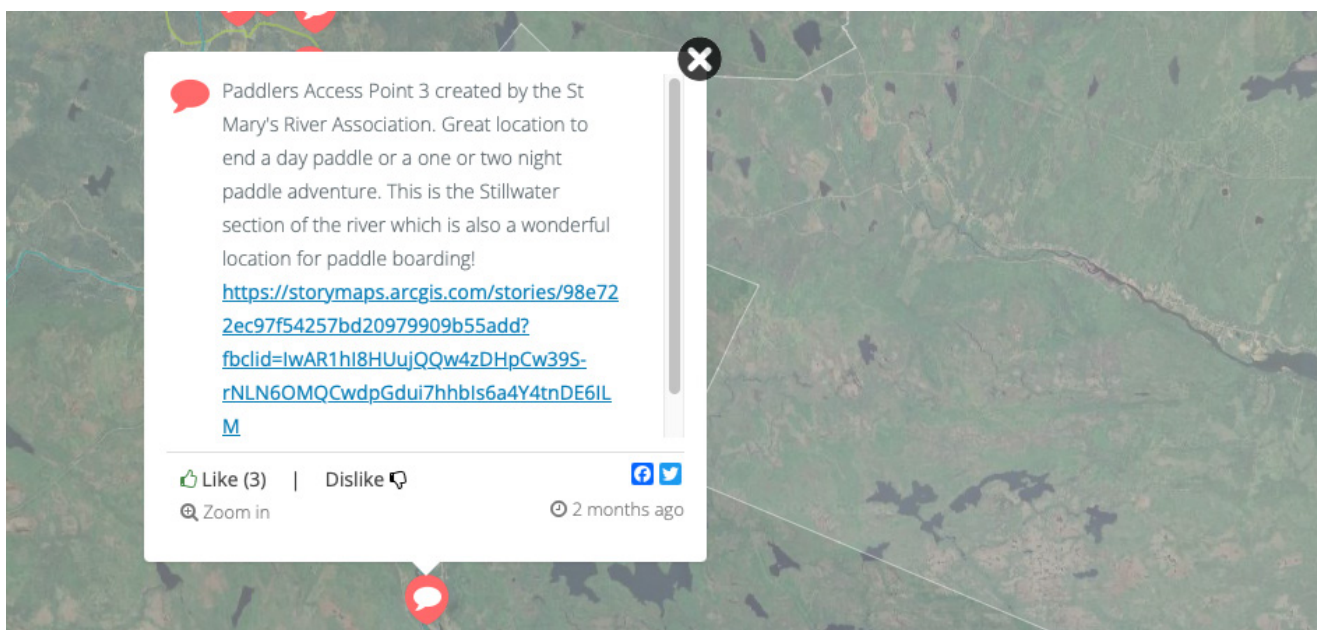 Paddlers Access Point 3 created by the St
Mary's River Association. Great location to
end a day paddle or a one or two night
paddle adventure. This is the Stillwater
section of the river which is also a wonderful
location for paddle boarding!
https://storymaps.arcgis.com/stories/98e72
2ec97f54257bd20979909b55add?
fbclid=IwAR1hI8HUujQQw4zDHpCw39S-
rNLN6OMQCwdpGdui7hhbIs6a4Y4tnDE6IL
M
Like (3) | Dislike
Zoom in 2 months ago